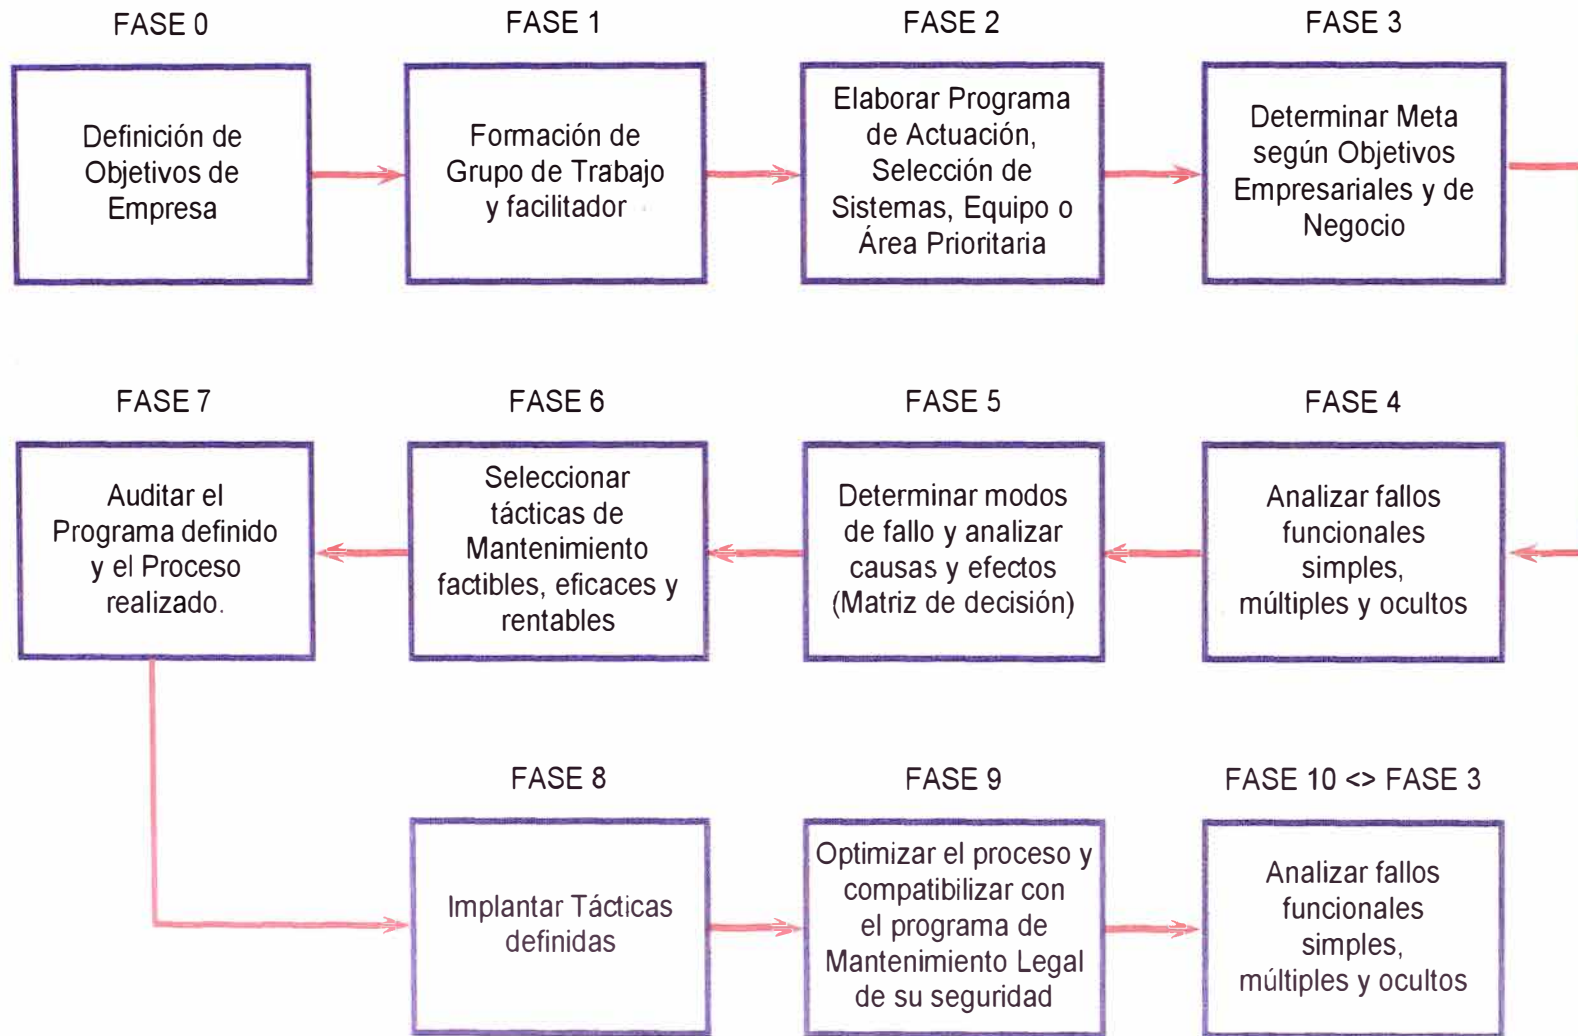 FASE 0
Definición de
Objetivos de
Empresa
FASE 1
Formación de
Grupo de Trabajo
y facilitador
FASE 2
Elaborar Programa
de Actuación,
Selección de
Sistemas, Equipo o
Área Prioritaria
FASE 3
Determinar Meta
según Objetivos
Empresariales y de
Negocio
FASE 4
Analizar fallos
funcionales
simples,
múltiples y ocultos
FASE 5
Determinar modos
de fallo y analizar
causas y efectos
(Matriz de decisión)
FASE 6
Seleccionar
tácticas de
Mantenimiento
factibles, eficaces y
rentables
FASE 7
Auditar el
Programa definido
y el Proceso
realizado.
FASE 8
Implantar Tácticas
definidas
FASE 9
Optimizar el proceso y
compatibilizar con
el programa de
Mantenimiento Legal
de su seguridad
FASE 10 <> FASE 3
Analizar fallos
funcionales
simples,
múltiples y ocultos